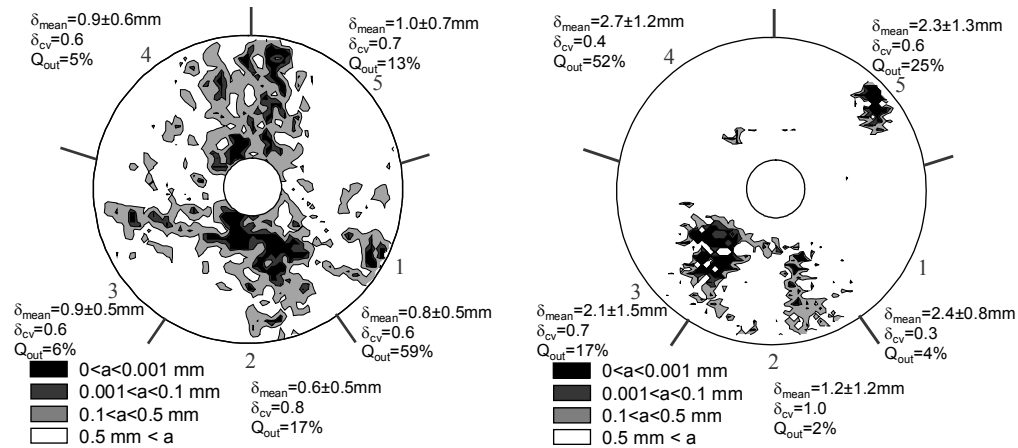 δmean=0.9±0.6mm
δcv=0.6
Qout=5%
4
δmean=1.0±0.7mm
δcv=0.7
Qout=13%
5
3
δmean=0.9±0.5mm
δcv=0.6
Qout=6%
1
δmean=0.8±0.5mm
δcv=0.6
Qout=59%
2
δmean=0.6±0.5mm
δcv=0.8
Qout=17%
0<a<0.001 mm
0.001<a<0.1 mm
0.1<a<0.5 mm
0.5 mm < a
δmean=2.7±1.2mm
δcv=0.4
Qout=52%
4
δmean=2.3±1.3mm
δcv=0.6
Qout=25%
5
3
δmean=2.1±1.5mm
δcv=0.7
Qout=17%
1
δmean=2.4±0.8mm
δcv=0.3
Qout=4%
2
δmean=1.2±1.2mm
δcv=1.0
Qout=2%
0<a<0.001 mm
0.001<a<0.1 mm
0.1<a<0.5 mm
0.5 mm < a